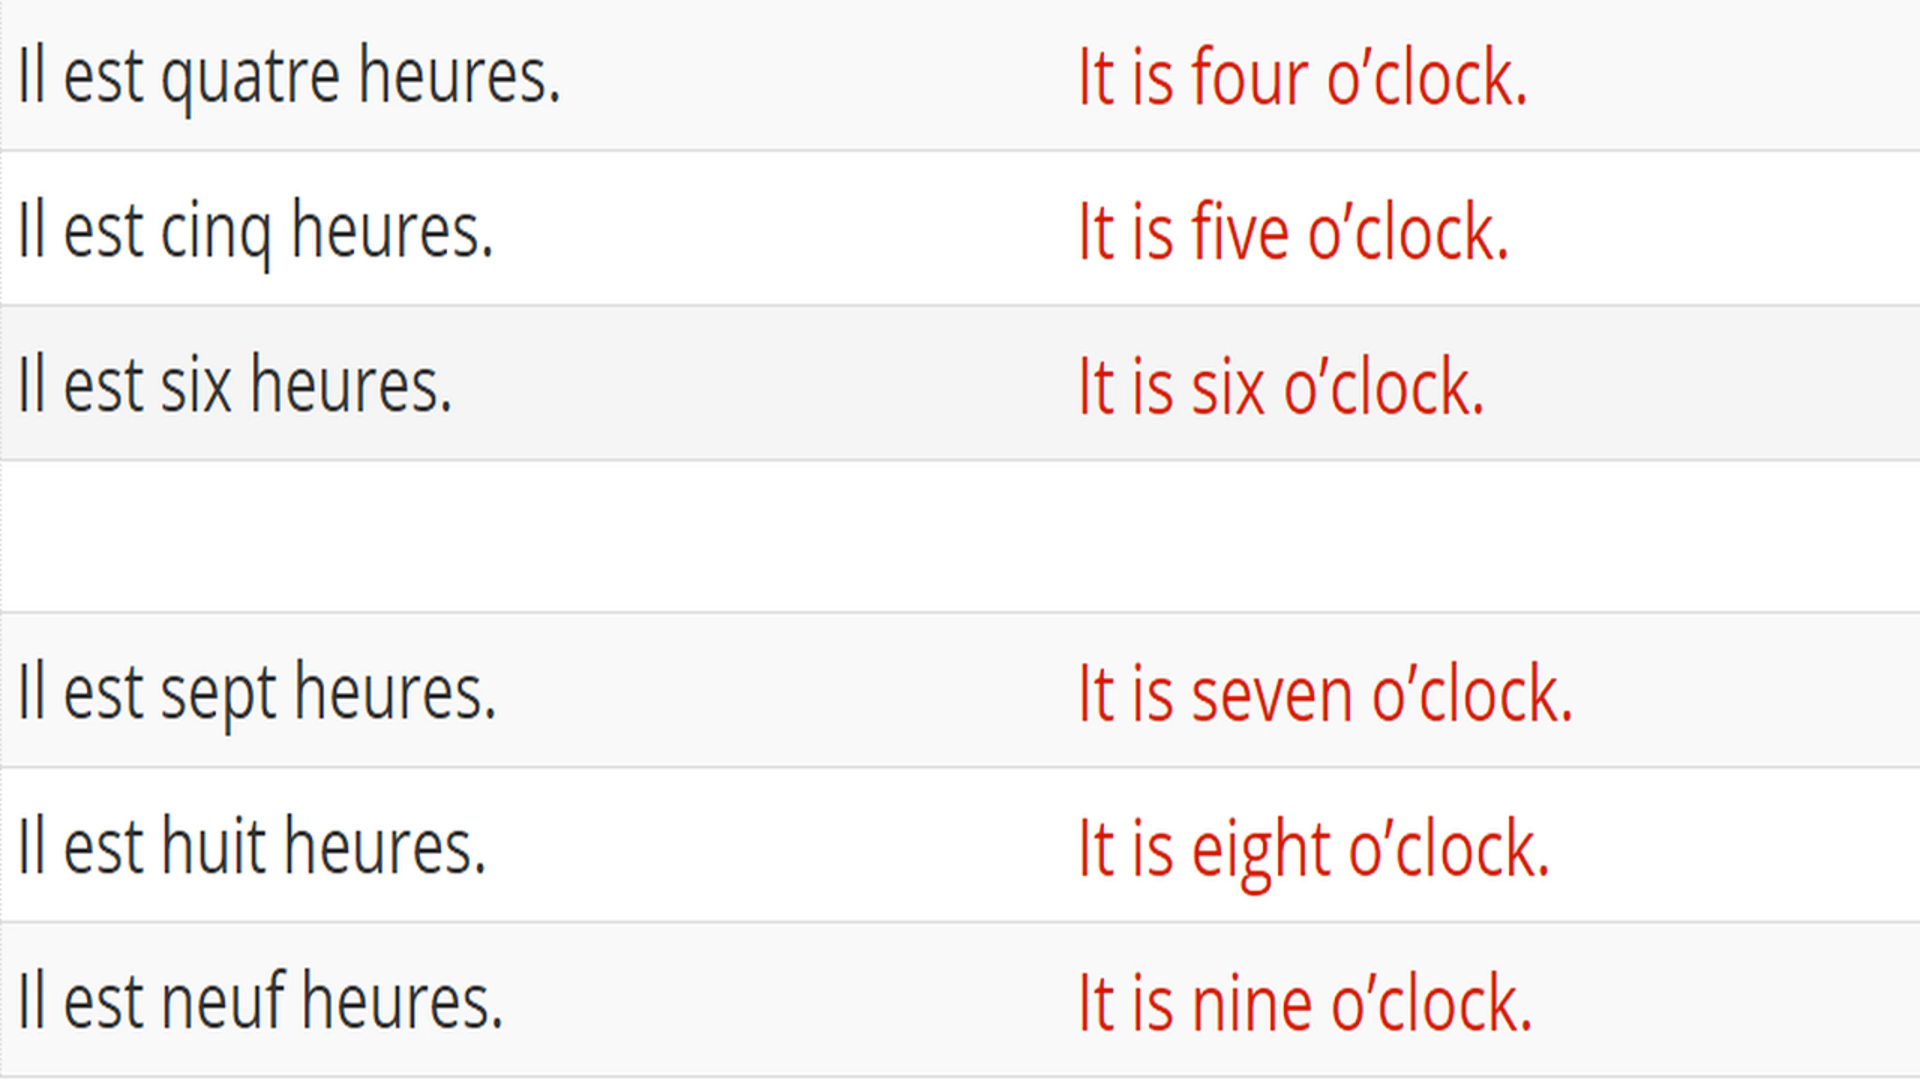 Il est quatre heures. It is four o’clock.
Il est cinq heures. It is five o’clock.
Il est six heures. It is six o’clock.
Il est sept heures. It is seven o’clock.
Il est huit heures. It is eight o’clock.
Il est neuf heures. It is nine o’clock.